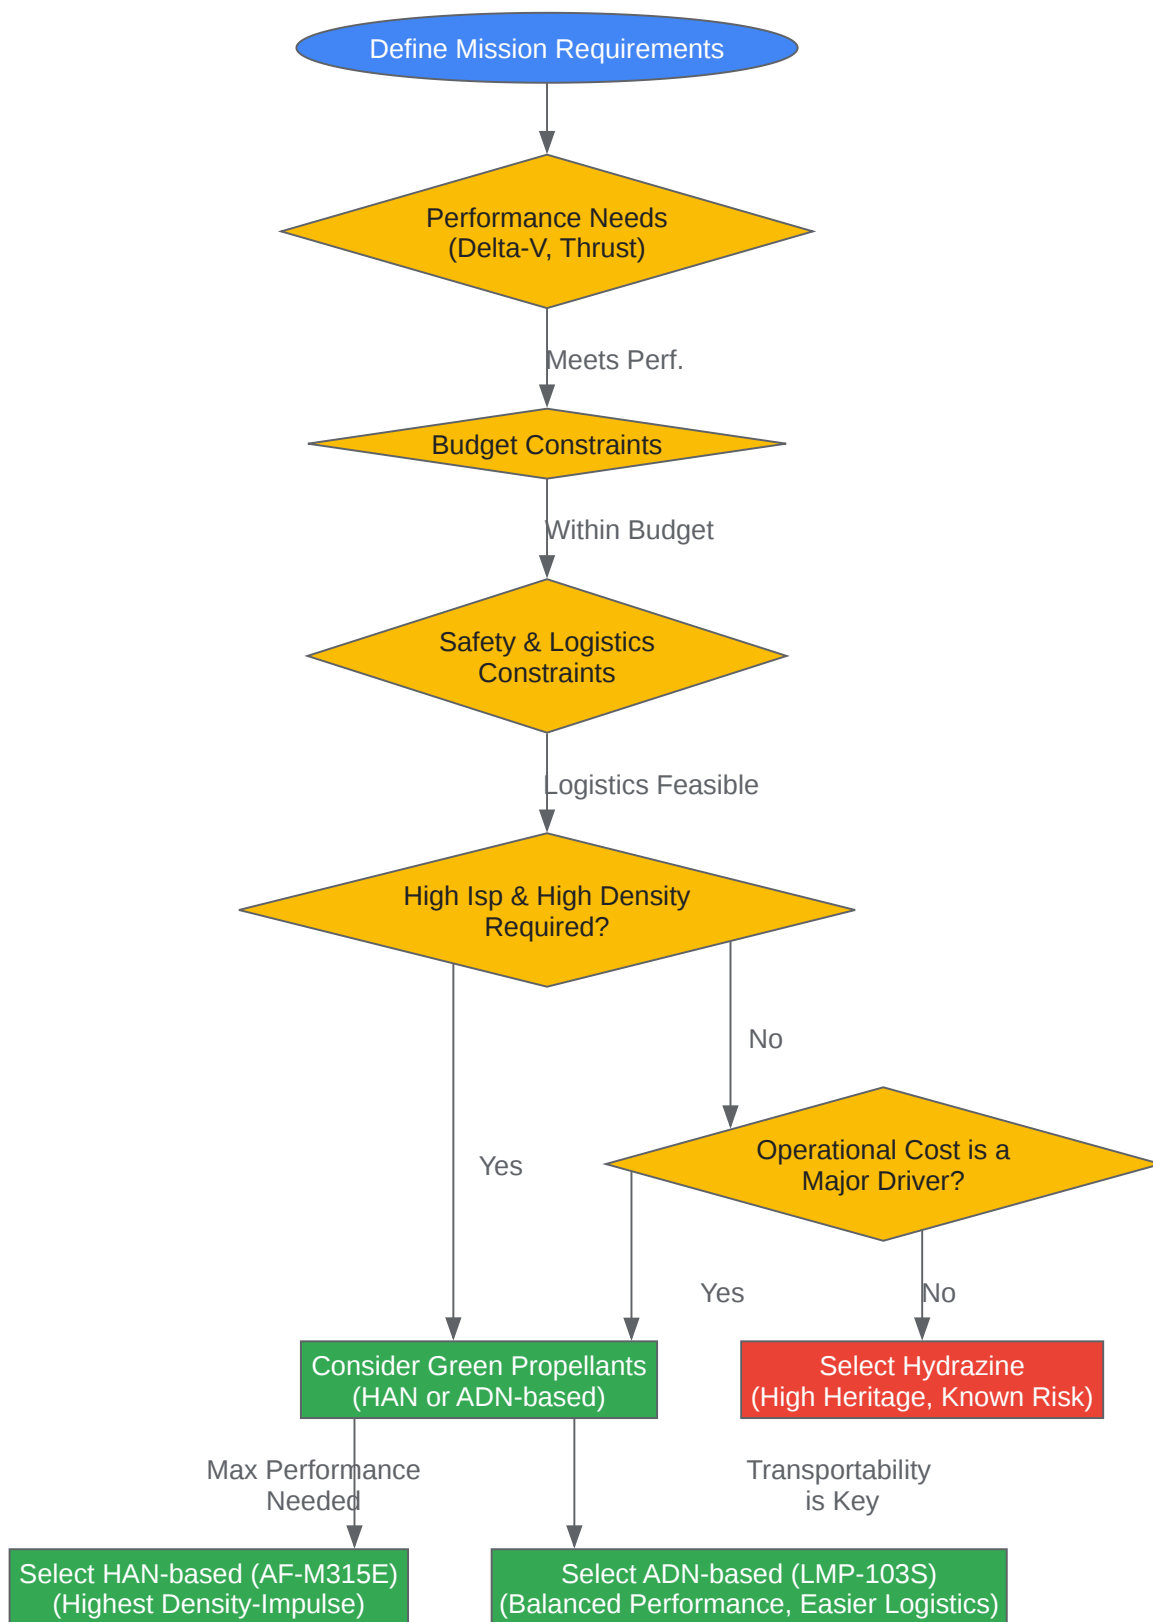 Define Mission Requirements
Performance Needs
(Delta-V, Thrust)
Meets Perf.
Budget Constraints
Within Budget
Safety & Logistics
Constraints
Logistics Feasible
High Isp & High Density
Required?
No
Operational Cost is a
Major Driver?
Yes
Yes
No
Consider Green Propellants
(HAN or ADN-based)
Select Hydrazine
(High Heritage, Known Risk)
Max Performance
Needed
Transportability
is Key
Select HAN-based (AF-M315E)
(Highest Density-Impulse)
Select ADN-based (LMP-103S)
(Balanced Performance, Easier Logistics)